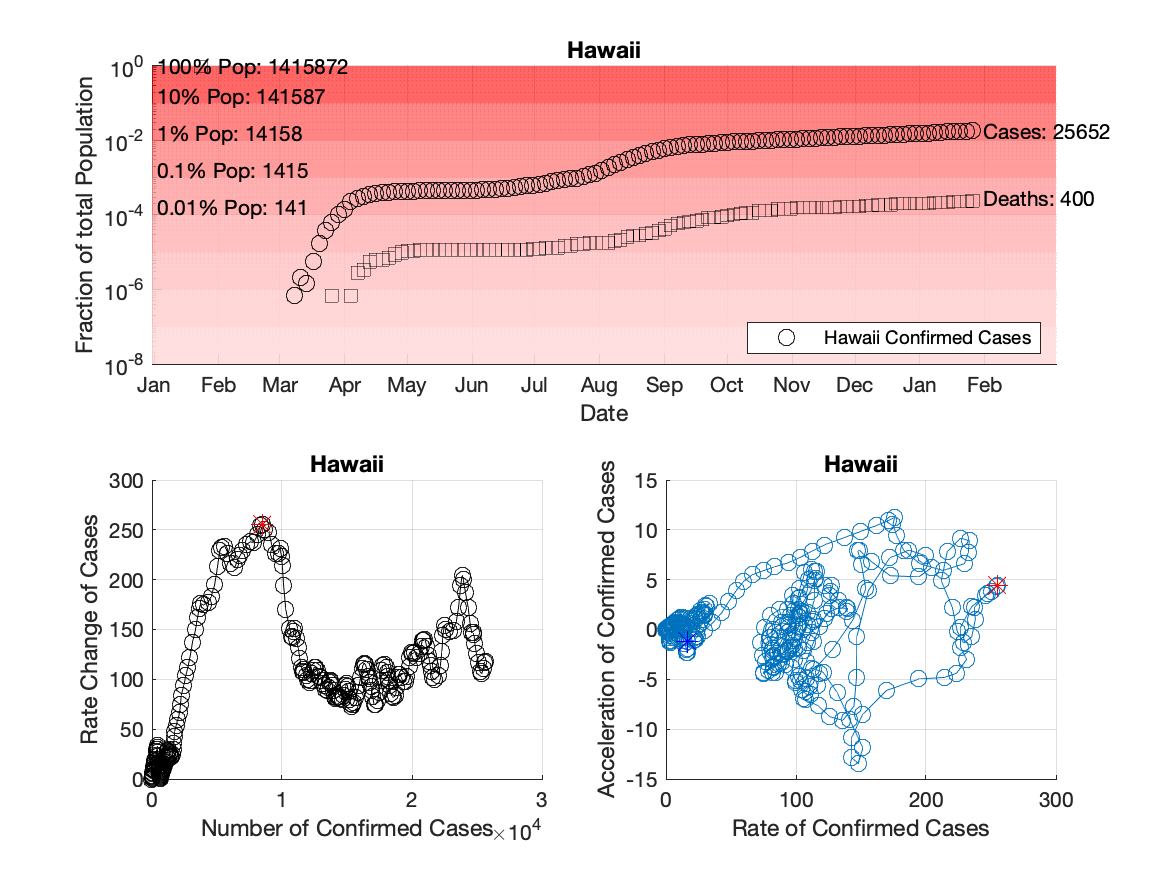 Hawaii
10^0
10^-2
10^-4
10^-6
10^-8
Fraction of total Population
100% Pop: 1415872
10% Pop: 141587
1% Pop: 14158
0.1% Pop: 1415
0.01% Pop: 141
Cases: 25652
Deaths: 400
Hawaii Confirmed Cases
Jan Feb Mar Apr May Jun Jul Aug Sep Oct Nov Dec Jan Feb
Date
Hawaii
300
250
200
150
100
50
0
Rate Change of Cases
0 1 2 3
Number of Confirmed Cases
×10^4
Hawaii
15
10
5
0
-5
-10
-15
Acceleration of Confirmed Cases
0 100 200 300
Rate of Confirmed Cases